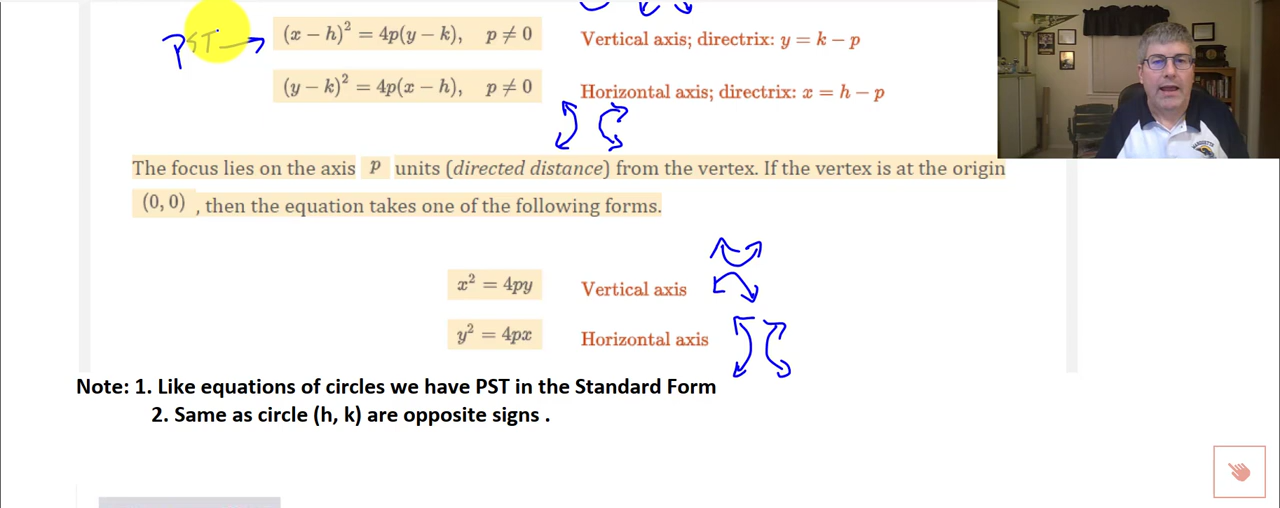 PST
(x − h)² = 4p(y − k), p ≠ 0 Vertical axis; directrix: y = k − p
(y − k)² = 4p(x − h), p ≠ 0 Horizontal axis; directrix: x = h − p
The focus lies on the axis p units (directed distance) from the vertex. If the vertex is at the origin
(0, 0) , then the equation takes one of the following forms.
x² = 4py Vertical axis
y² = 4px Horizontal axis
Note: 1. Like equations of circles we have PST in the Standard Form
2. Same as circle (h, k) are opposite signs .